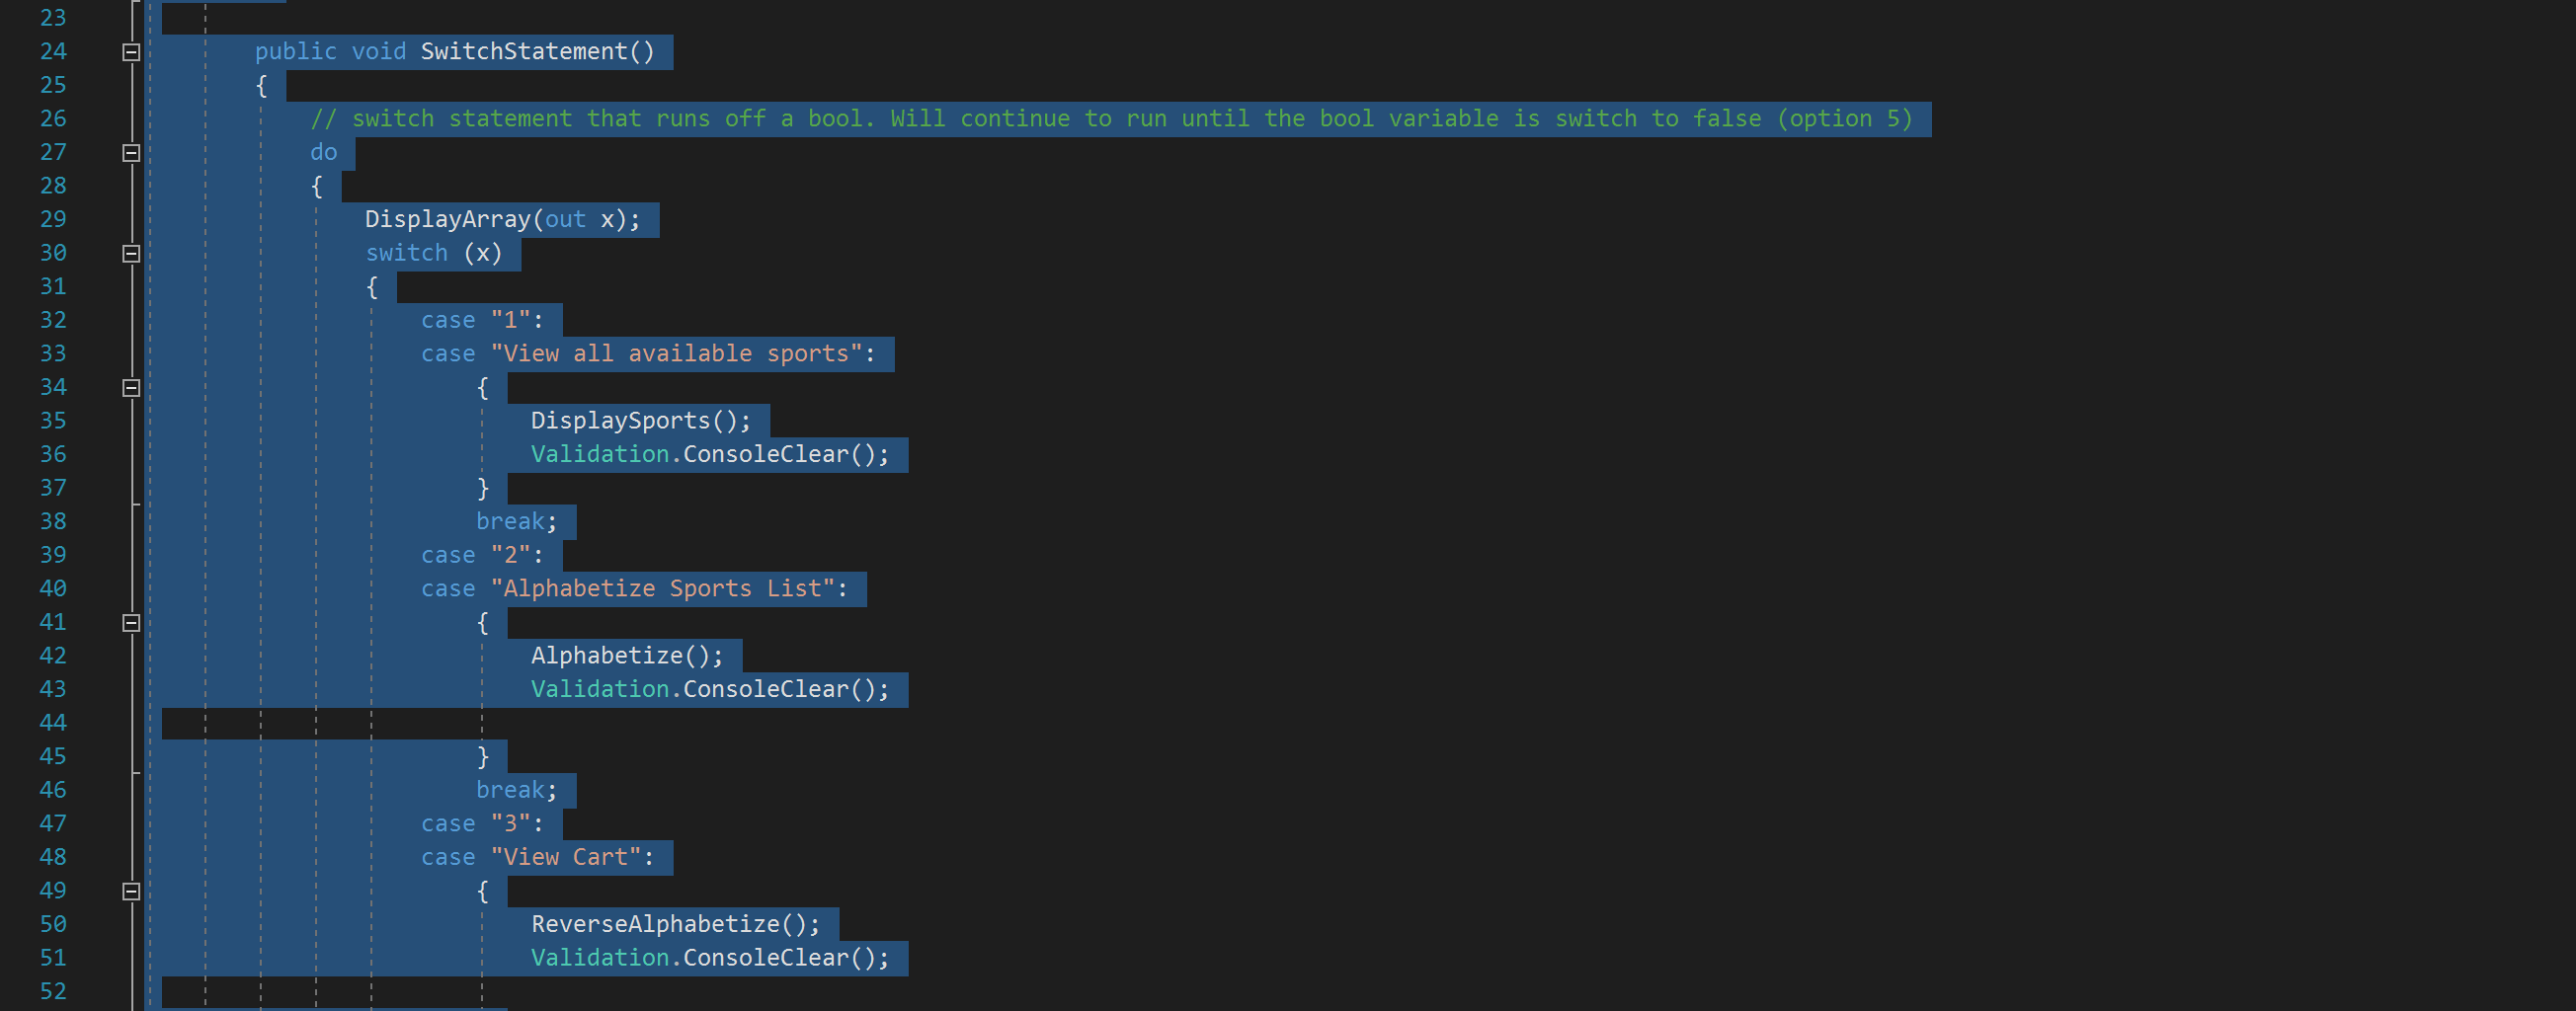 23
24 public void SwitchStatement()
25 {
26 // switch statement that runs off a bool. Will continue to run until the bool variable is switch to false (option 5)
27 do
28 {
29 DisplayArray(out x);
30 switch (x)
31 {
32 case "1":
33 case "View all available sports":
34 {
35 DisplaySports();
36 Validation.ConsoleClear();
37 }
38 break;
39 case "2":
40 case "Alphabetize Sports List":
41 {
42 Alphabetize();
43 Validation.ConsoleClear();
44
45 }
46 break;
47 case "3":
48 case "View Cart":
49 {
50 ReverseAlphabetize();
51 Validation.ConsoleClear();
52